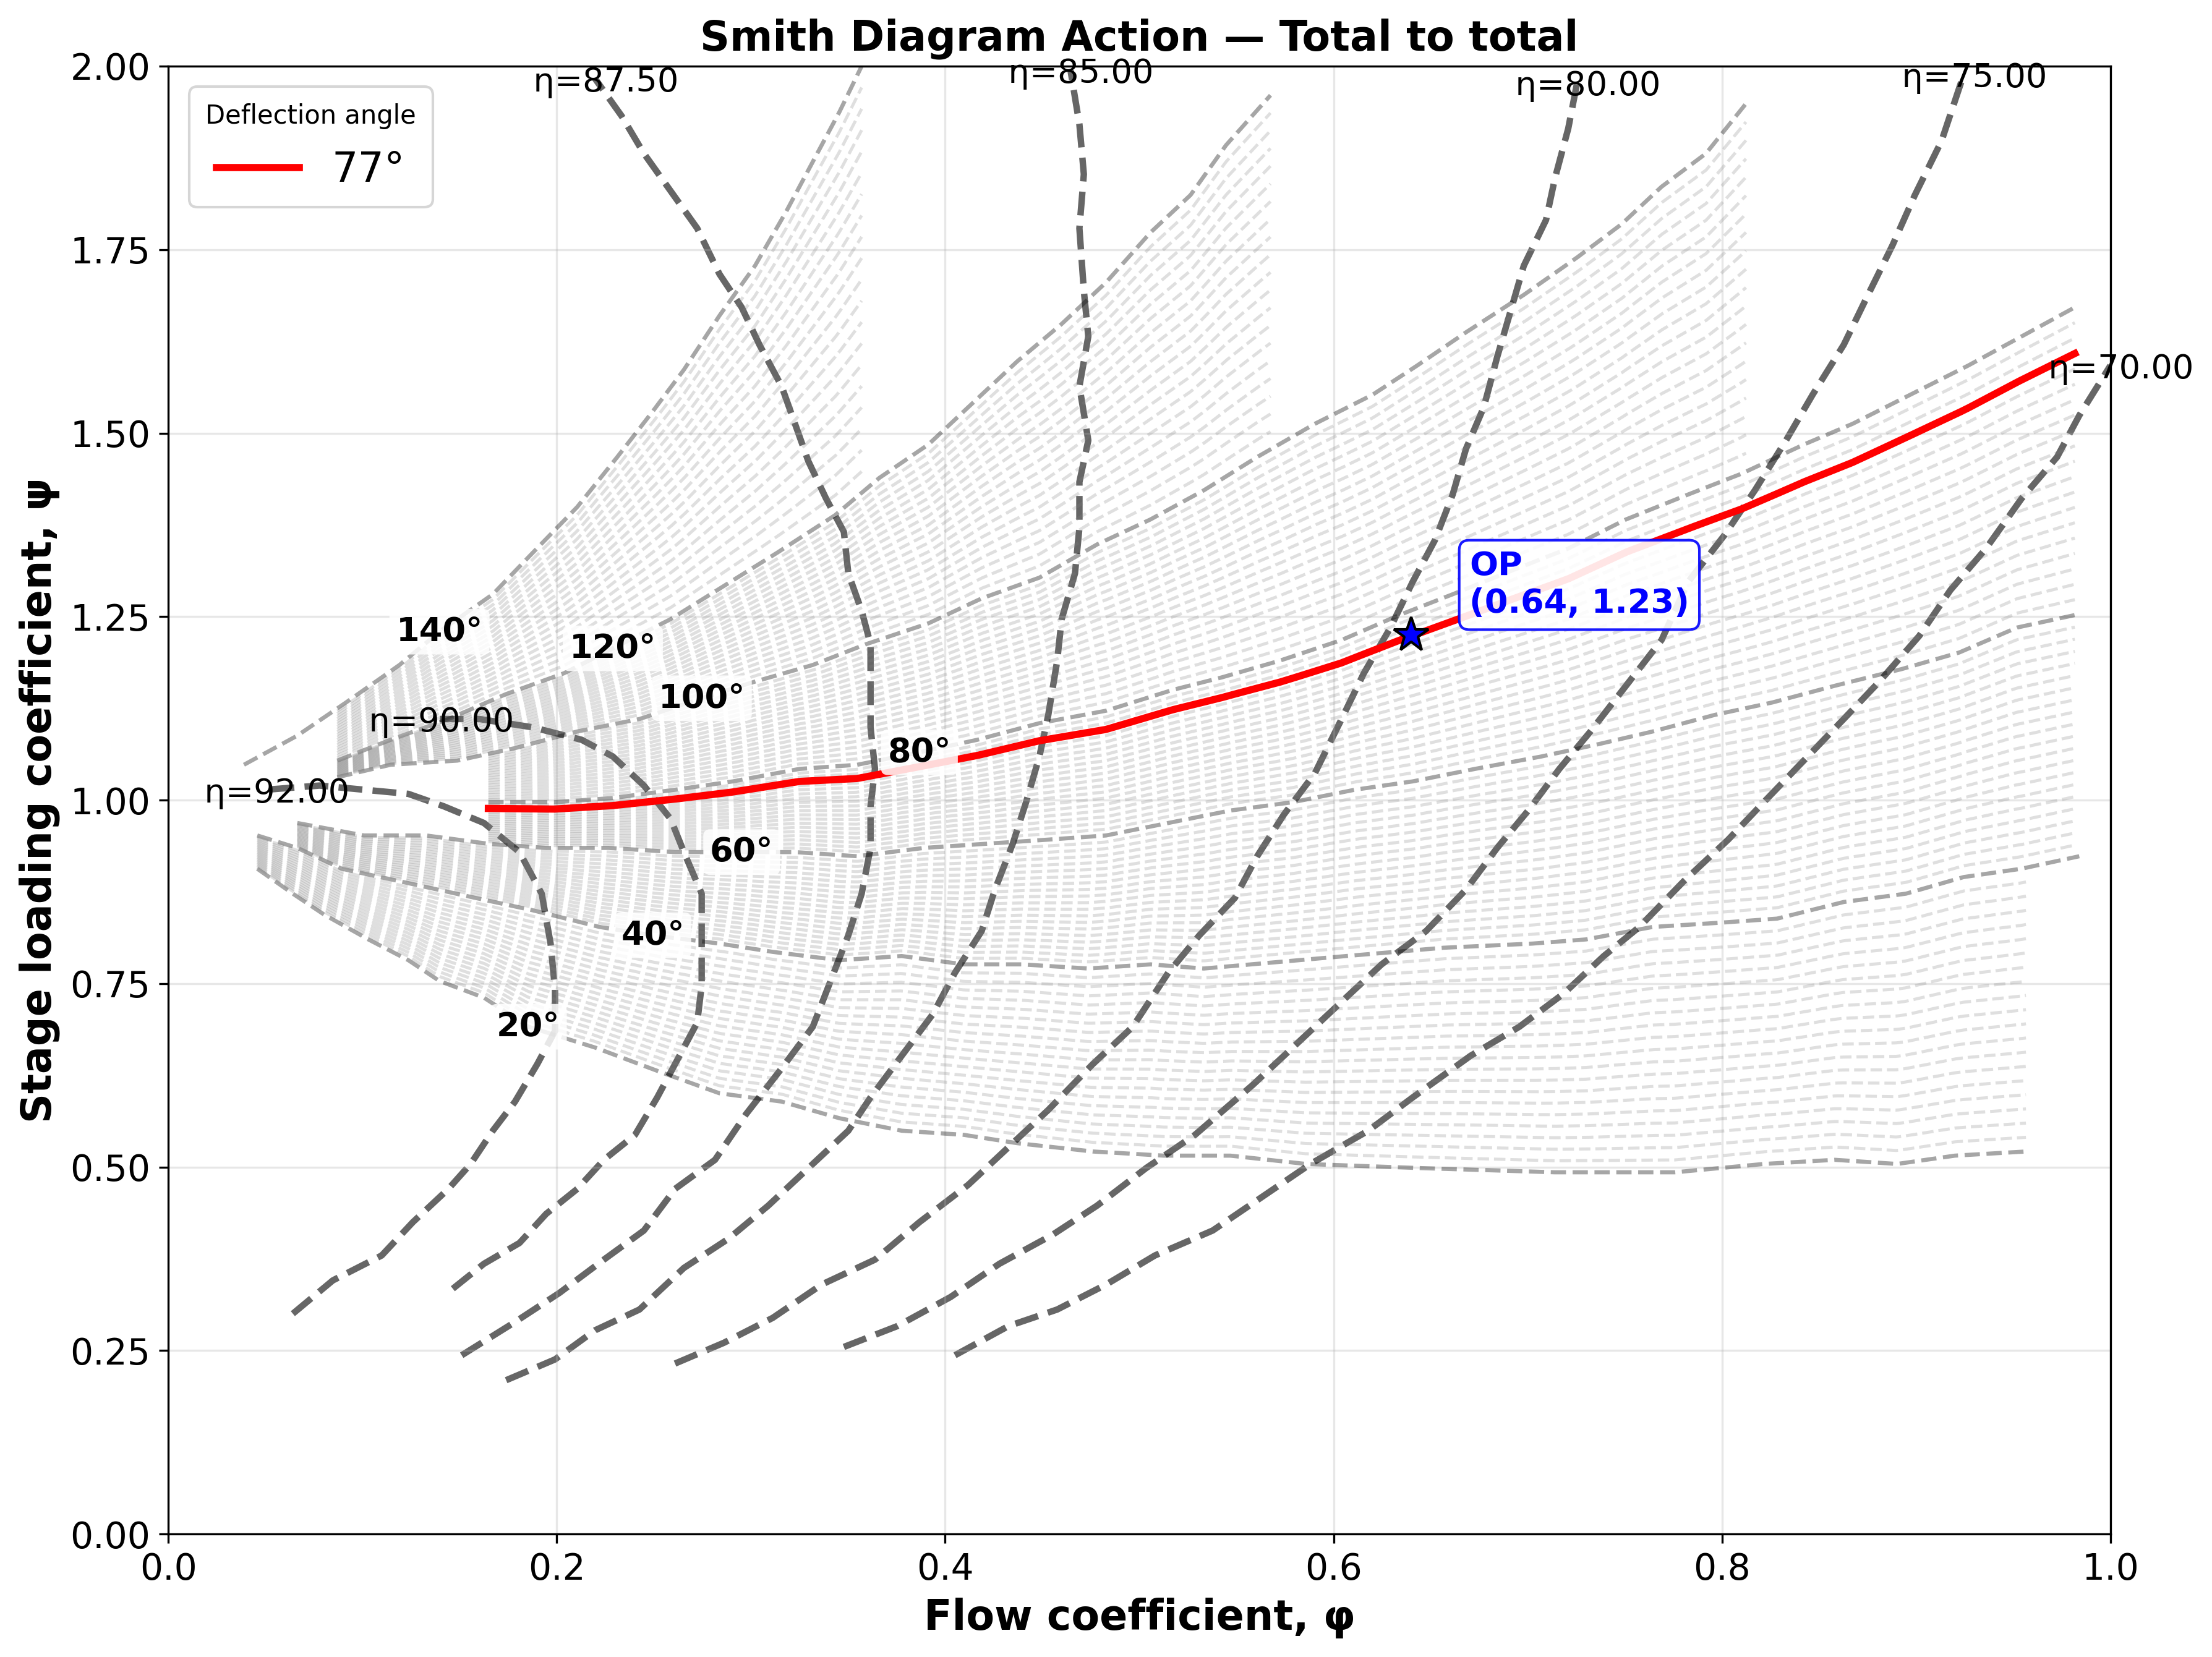 Smith Diagram Action — Total to total
2.00
1.75
1.50
1.25
1.00
0.75
0.50
0.25
0.00
Stage loading coefficient, ψ
Deflection angle
77°
η=87.50
η=85.00
η=80.00
η=75.00
η=70.00
OP
(0.64, 1.23)
140°
120°
100°
η=90.00
80°
η=92.00
60°
40°
20°
0.0
0.2
0.4
0.6
0.8
1.0
Flow coefficient, φ